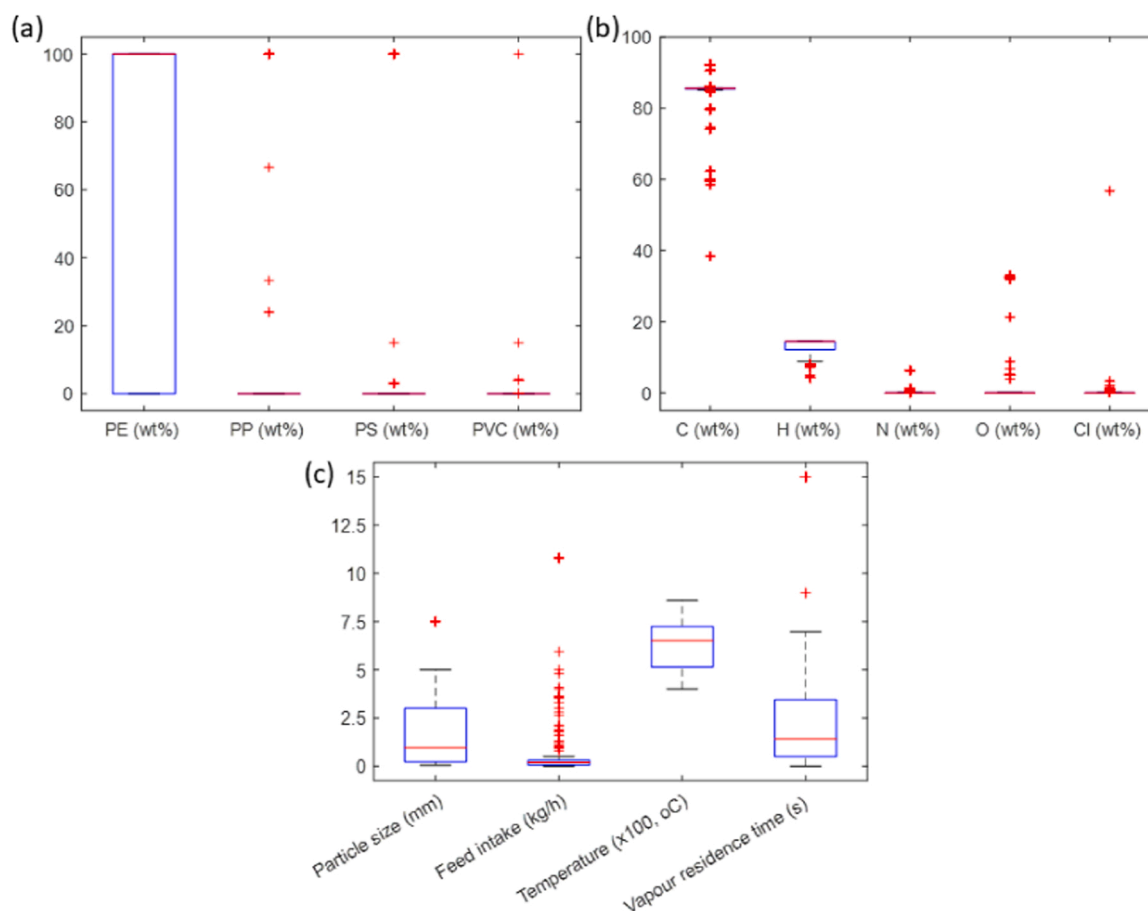 (a)
100
80
60
40
20
0
PE (wt%) PP (wt%) PS (wt%) PVC (wt%)
(b)
100
80
60
40
20
0
C (wt%) H (wt%) N (wt%) O (wt%) Cl (wt%)
(c)
15
12.5
10
7.5
5
2.5
0
Particle size (mm)
Feed intake (kg/h)
Temperature (x100, oC)
Vapour residence time (s)